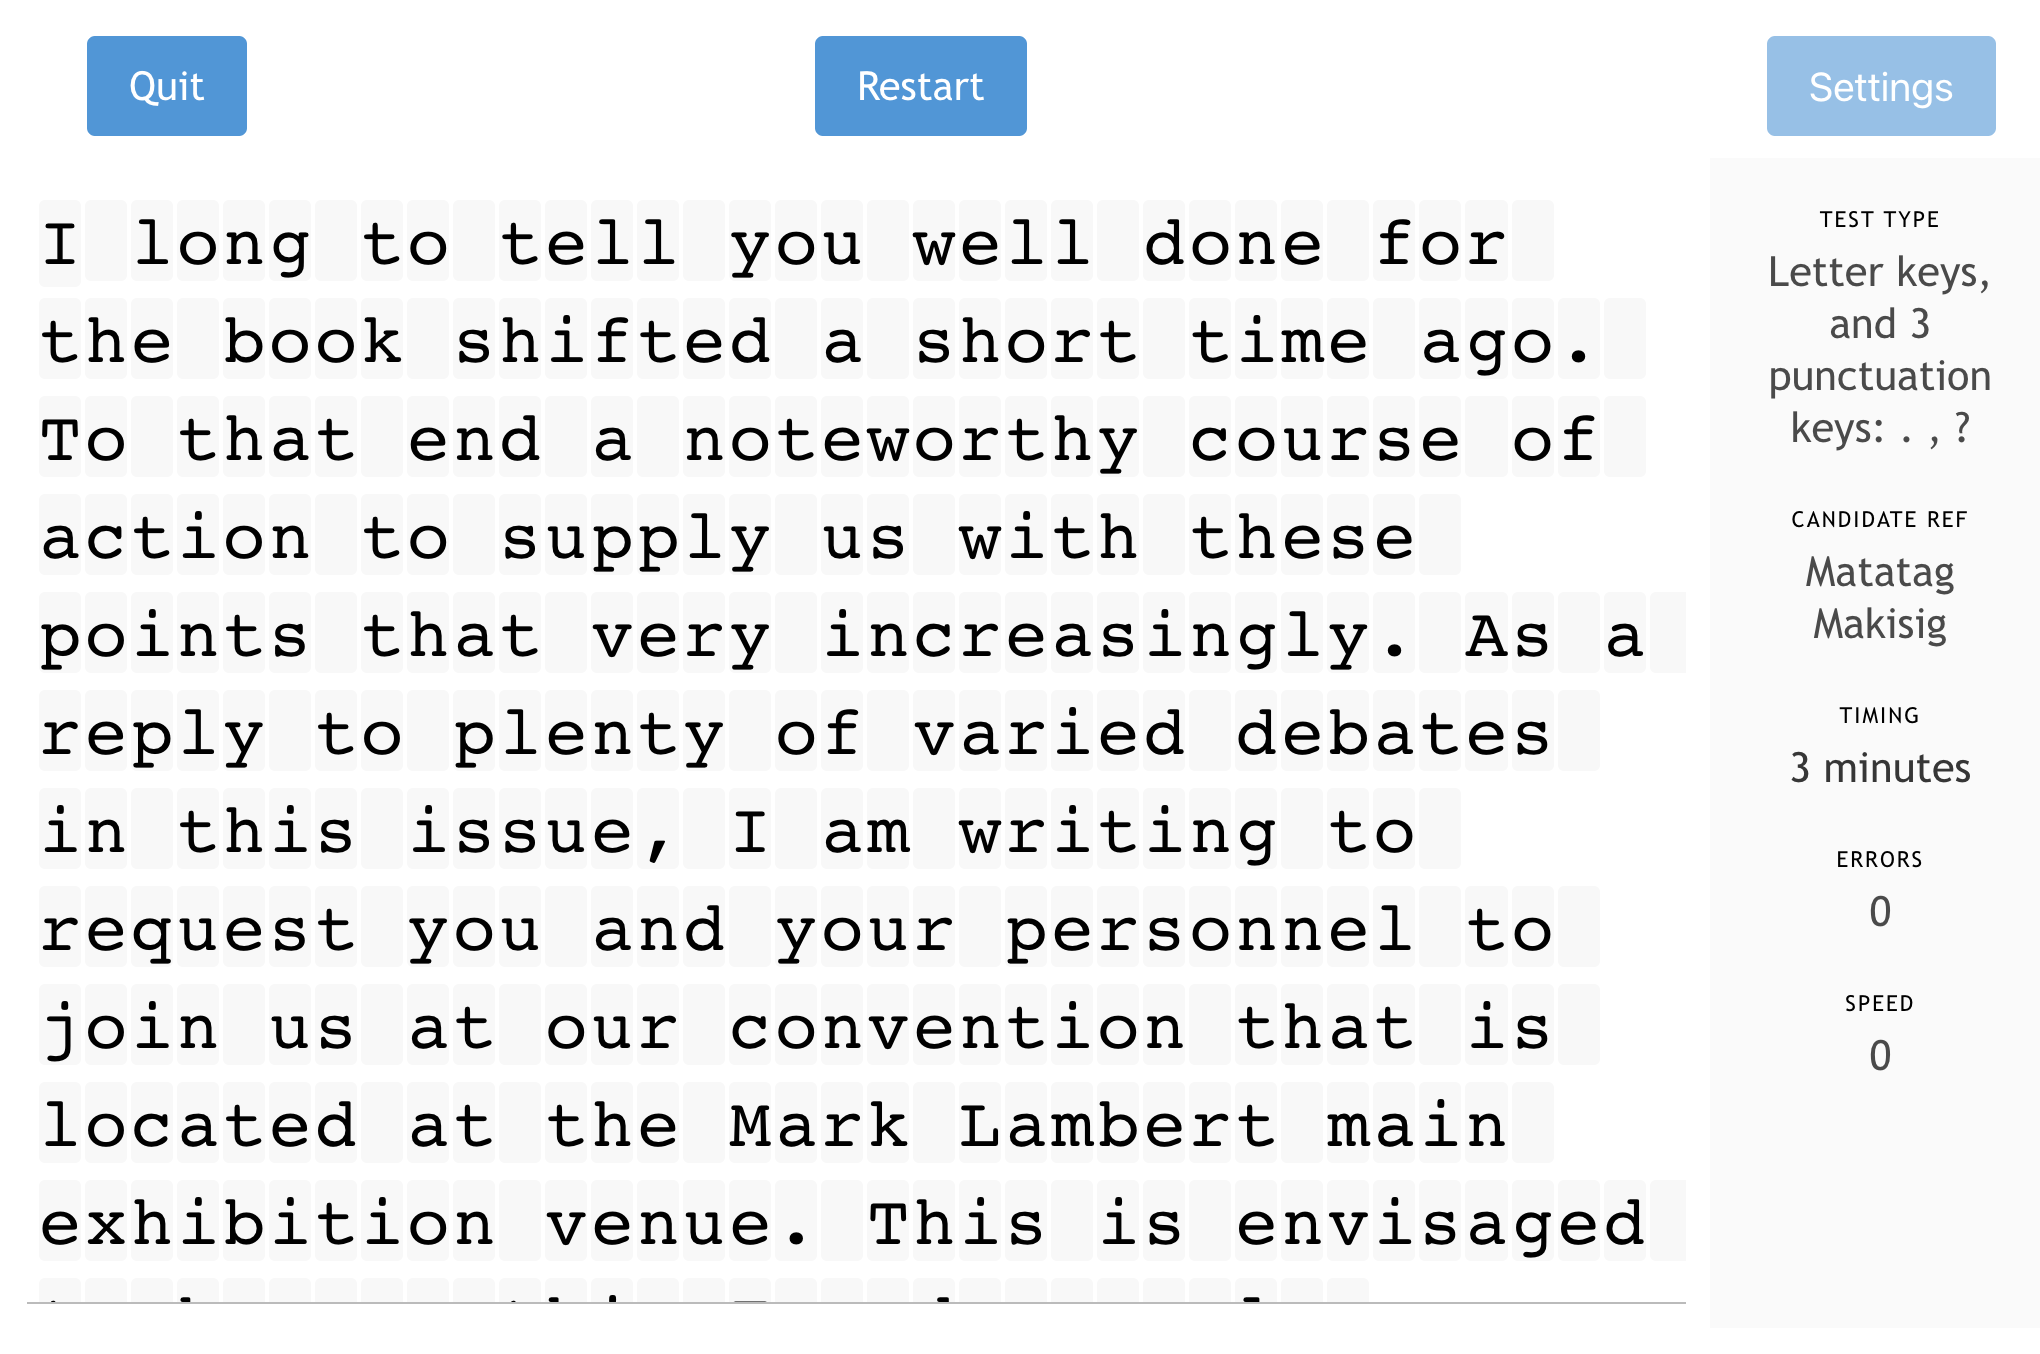 Quit
Restart
Settings
I long to tell you well done for
the book shifted a short time ago.
To that end a noteworthy course of
action to supply us with these
points that very increasingly. As a
reply to plenty of varied debates
in this issue, I am writing to
request you and your personnel to
join us at our convention that is
located at the Mark Lambert main
exhibition venue. This is envisaged
TEST TYPE
Letter keys,
and 3
punctuation
keys: . , ?
CANDIDATE REF
Matatag
Makisig
TIMING
3 minutes
ERRORS
0
SPEED
0